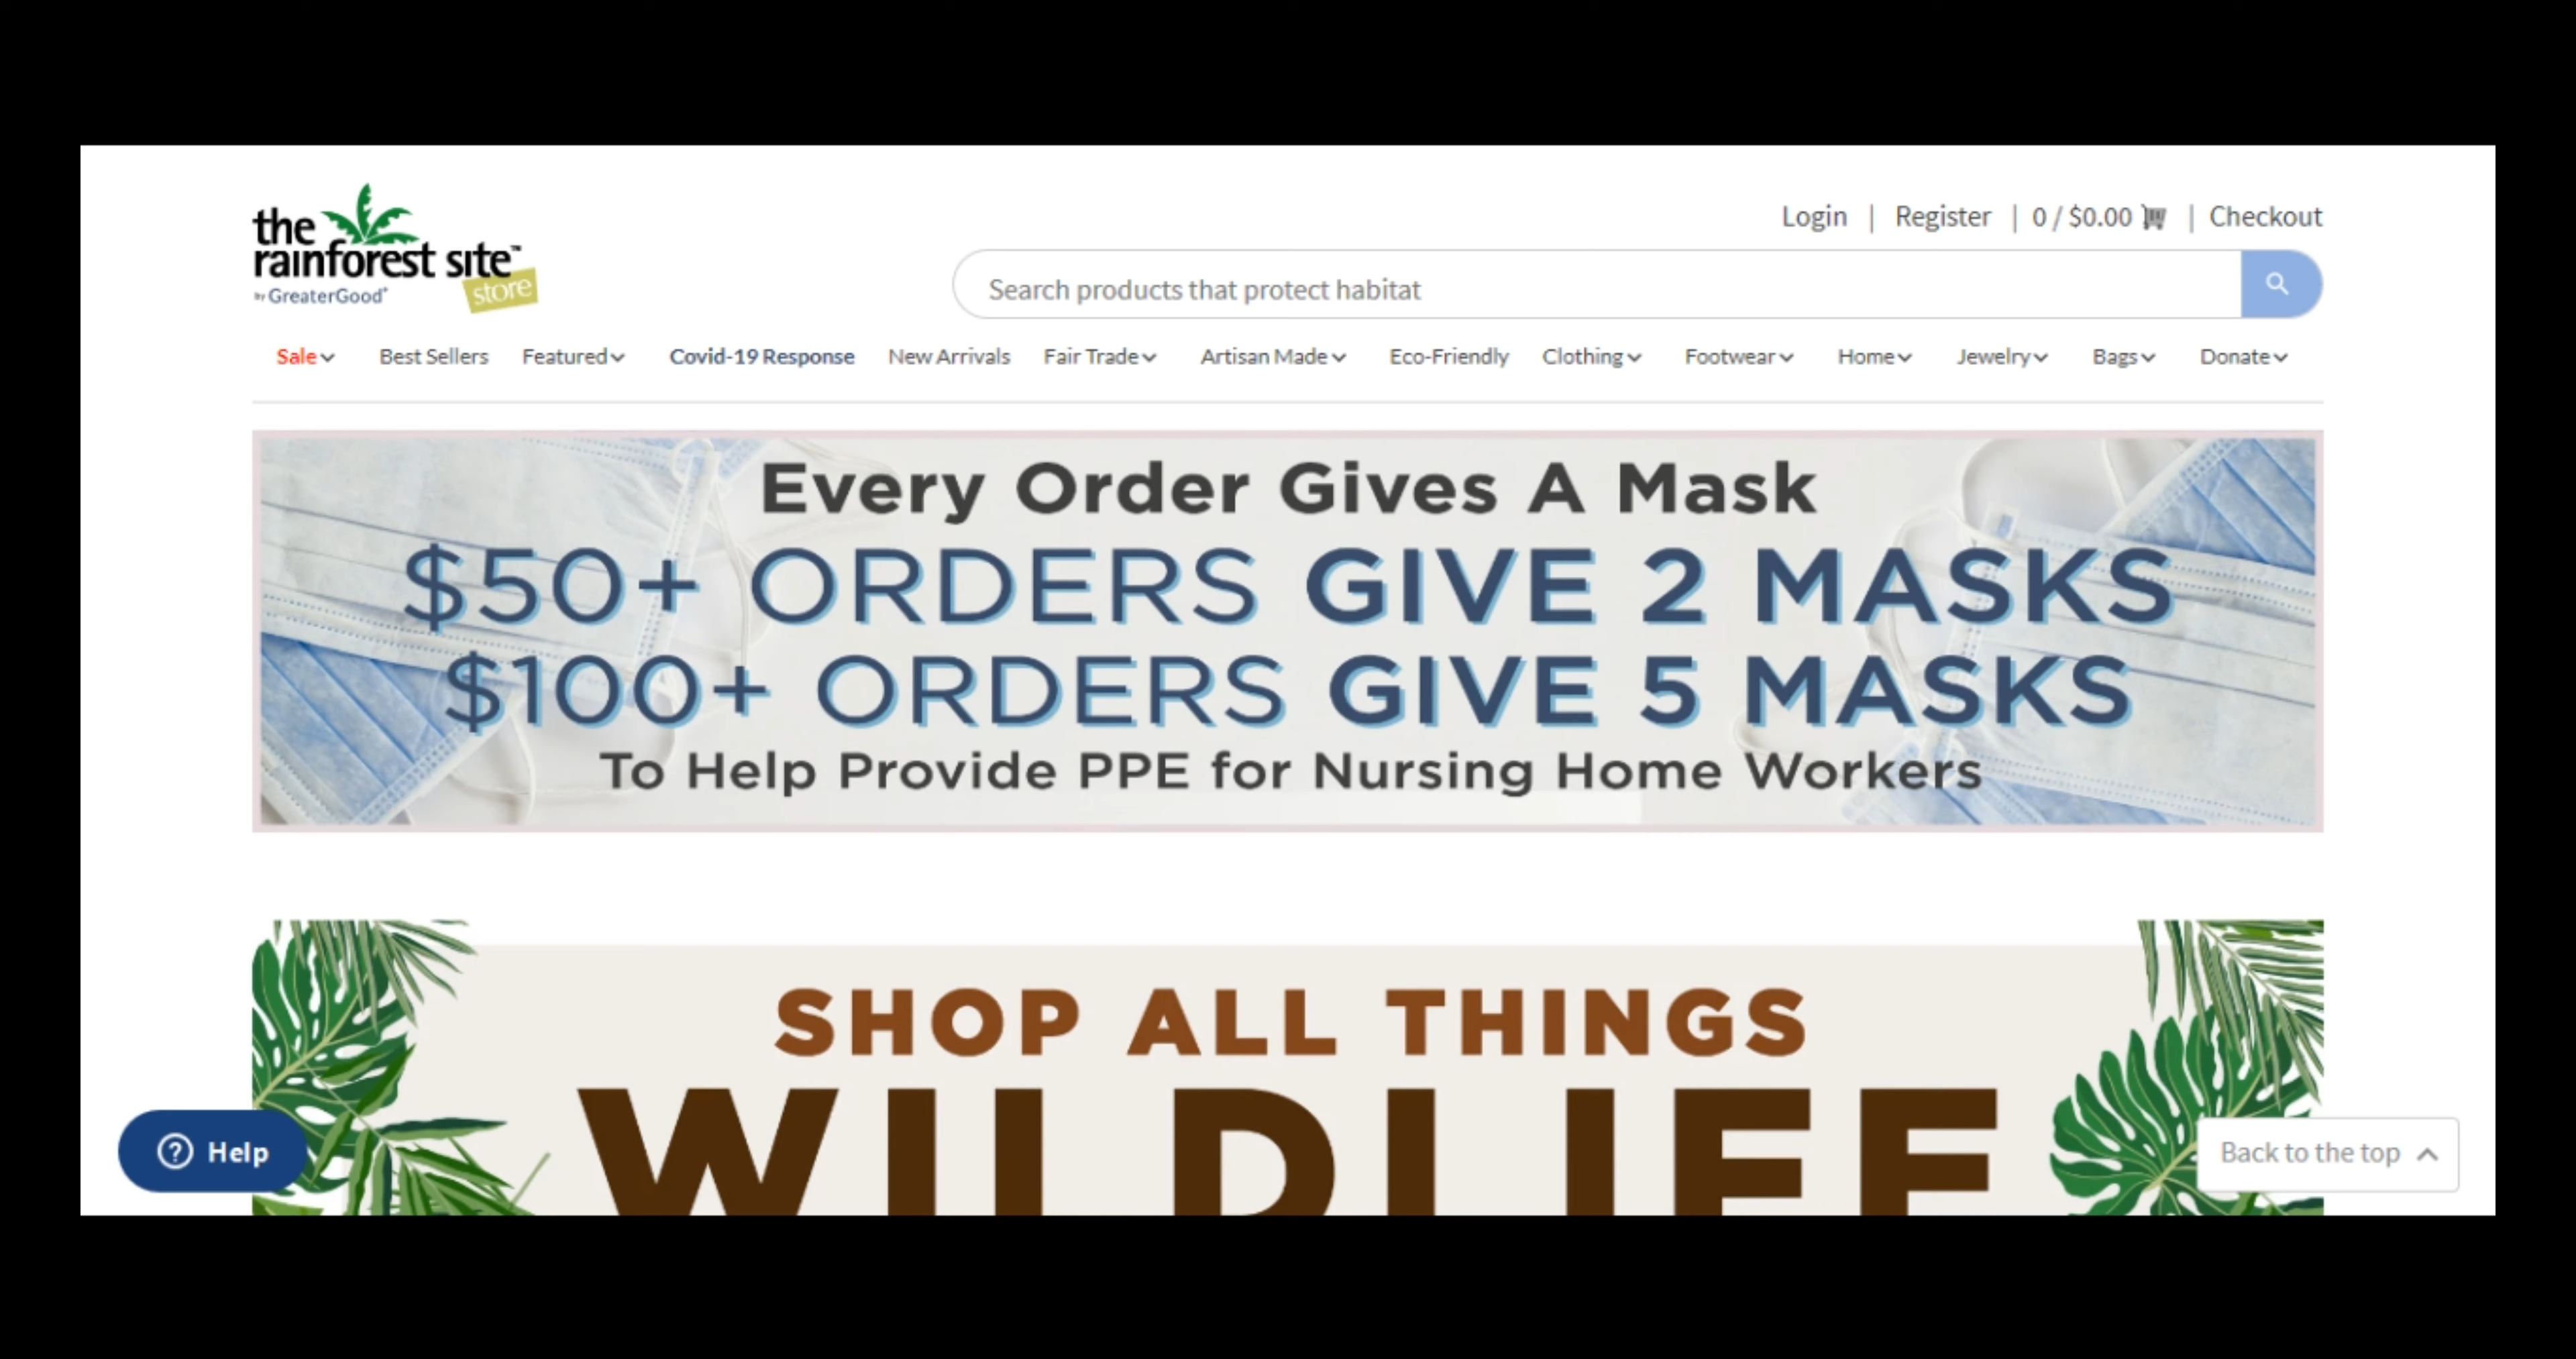 the
rainforest site™
by GreaterGood®
store
Login | Register | 0 / $0.00 | Checkout
Search products that protect habitat
Sale Best Sellers Featured Covid-19 Response New Arrivals Fair Trade Artisan Made Eco-Friendly Clothing Footwear Home Jewelry Bags Donate
Every Order Gives A Mask
$50+ ORDERS GIVE 2 MASKS
$100+ ORDERS GIVE 5 MASKS
To Help Provide PPE for Nursing Home Workers
SHOP ALL THINGS
WILDLIFE
Help
Back to the top